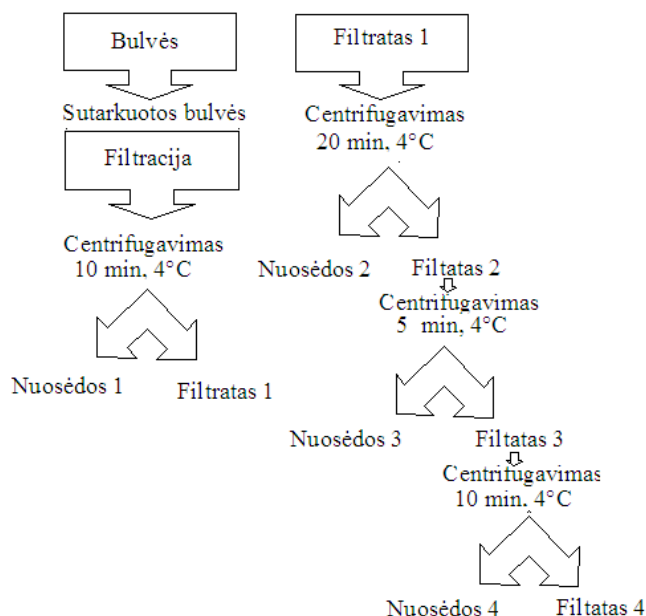 Bulvės
Sutarkuotos bulvės
Filtracija
Centrifugavimas
10 min, 4°C
Nuosėdos 1
Filtratas 1
Filtratas 1
Centrifugavimas
20 min, 4°C
Nuosėdos 2
Filtatas 2
Centrifugavimas
5 min, 4°C
Nuosėdos 3
Filtatas 3
Centrifugavimas
10 min, 4°C
Nuosėdos 4
Filtatas 4